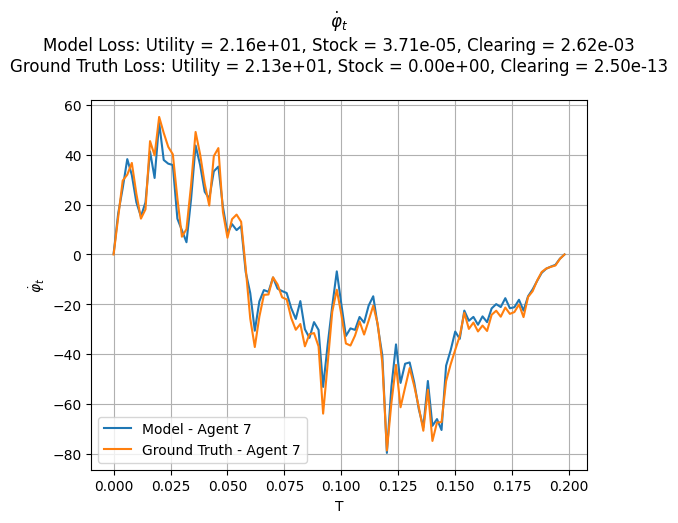 φ̇ₜ
Model Loss: Utility = 2.16e+01, Stock = 3.71e-05, Clearing = 2.62e-03
Ground Truth Loss: Utility = 2.13e+01, Stock = 0.00e+00, Clearing = 2.50e-13
60
40
20
0
−20
−40
−60
−80
φ̇ₜ
Model - Agent 7
Ground Truth - Agent 7
0.000 0.025 0.050 0.075 0.100 0.125 0.150 0.175 0.200
T